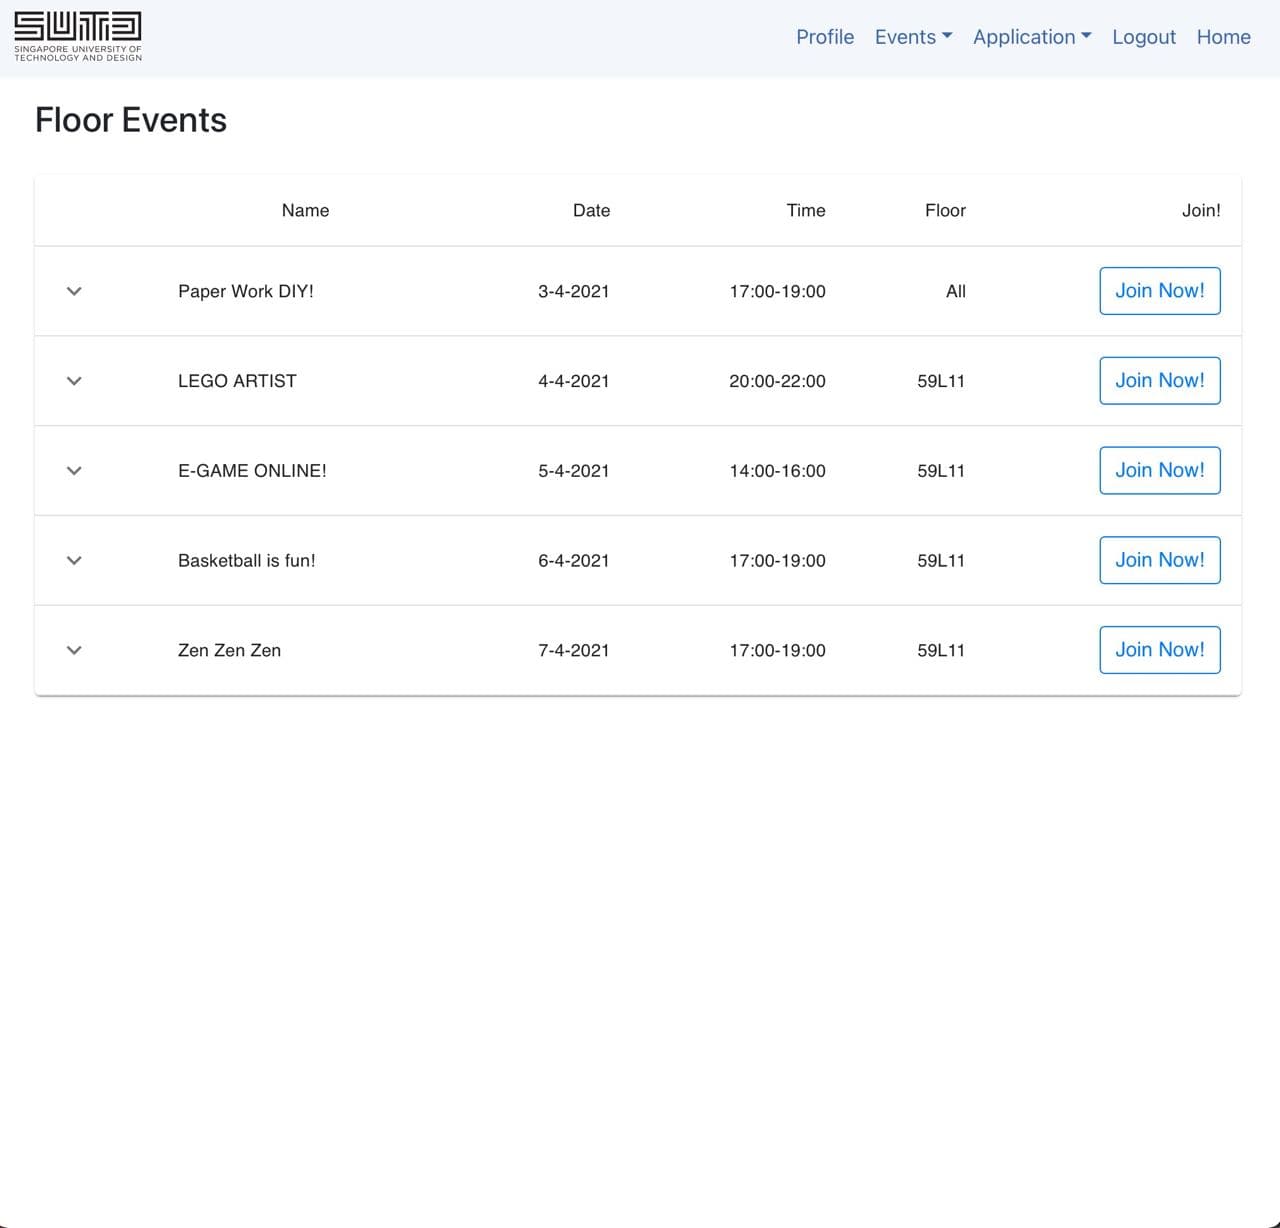 SUTD
SINGAPORE UNIVERSITY OF
TECHNOLOGY AND DESIGN
Profile Events Application Logout Home
Floor Events
Name Date Time Floor Join!
Paper Work DIY! 3-4-2021 17:00-19:00 All Join Now!
LEGO ARTIST 4-4-2021 20:00-22:00 59L11 Join Now!
E-GAME ONLINE! 5-4-2021 14:00-16:00 59L11 Join Now!
Basketball is fun! 6-4-2021 17:00-19:00 59L11 Join Now!
Zen Zen Zen 7-4-2021 17:00-19:00 59L11 Join Now!